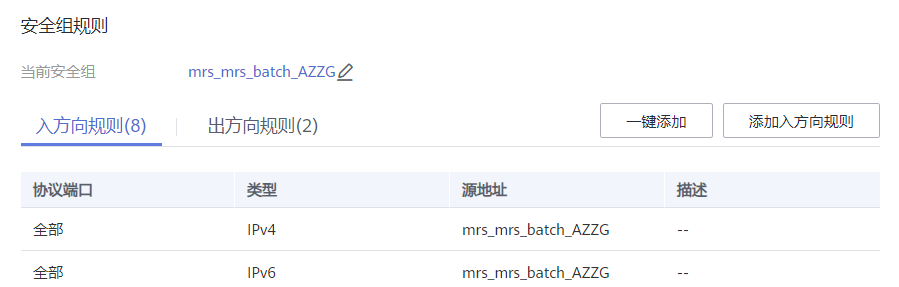 安全组规则
当前安全组 mrs_mrs_batch_AZZG
入方向规则(8) 出方向规则(2) 一键添加 添加入方向规则
协议端口 类型 源地址 描述
全部 IPv4 mrs_mrs_batch_AZZG --
全部 IPv6 mrs_mrs_batch_AZZG --